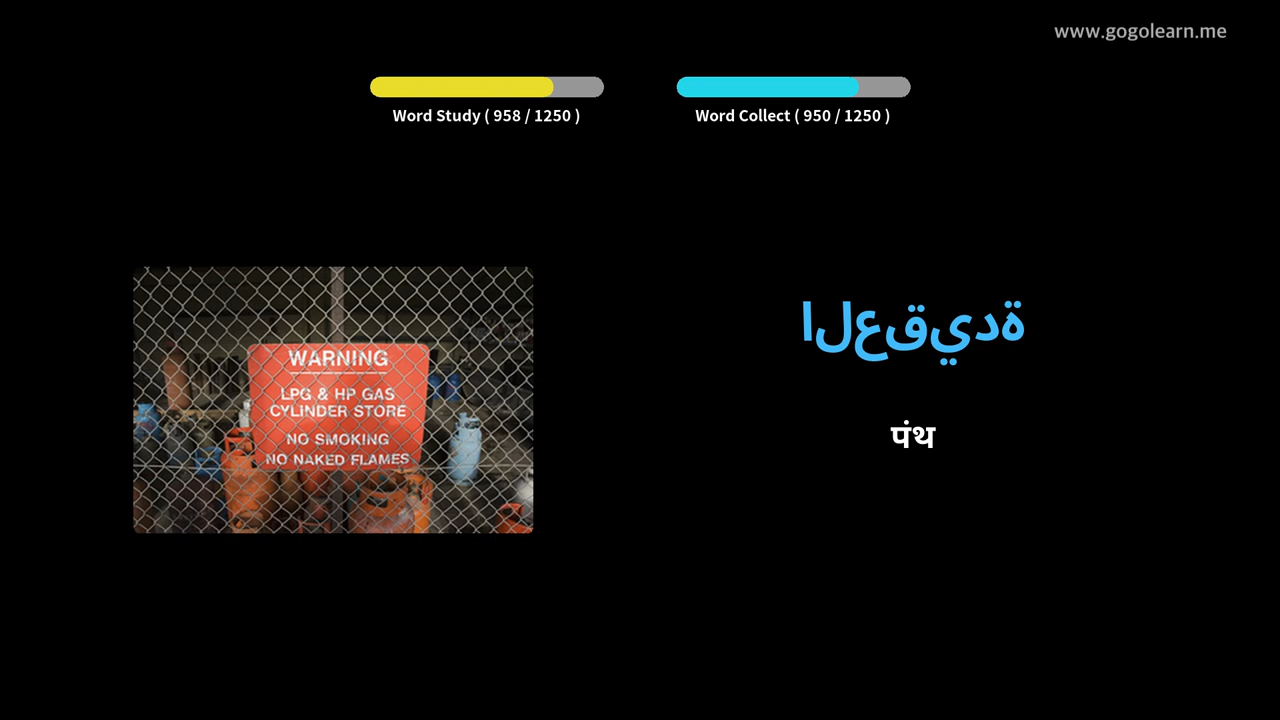 www.gogolearn.me
Word Study ( 958 / 1250 )
Word Collect ( 950 / 1250 )
WARNING
LPG & HP GAS
CYLINDER STORE
NO SMOKING
NO NAKED FLAMES
العقيدة
पंथ